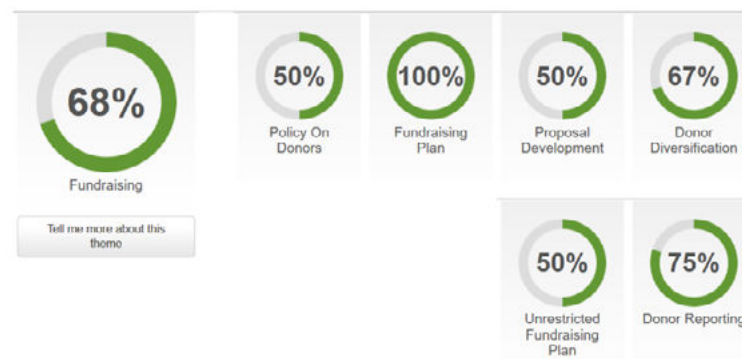 68%
Fundraising
Tell me more about this
thomo
50%
Policy On
Donors
100%
Fundraising
Plan
50%
Proposal
Development
67%
Donor
Diversification
50%
Unrestricted
Fundraising
Plan
75%
Donor Reporting